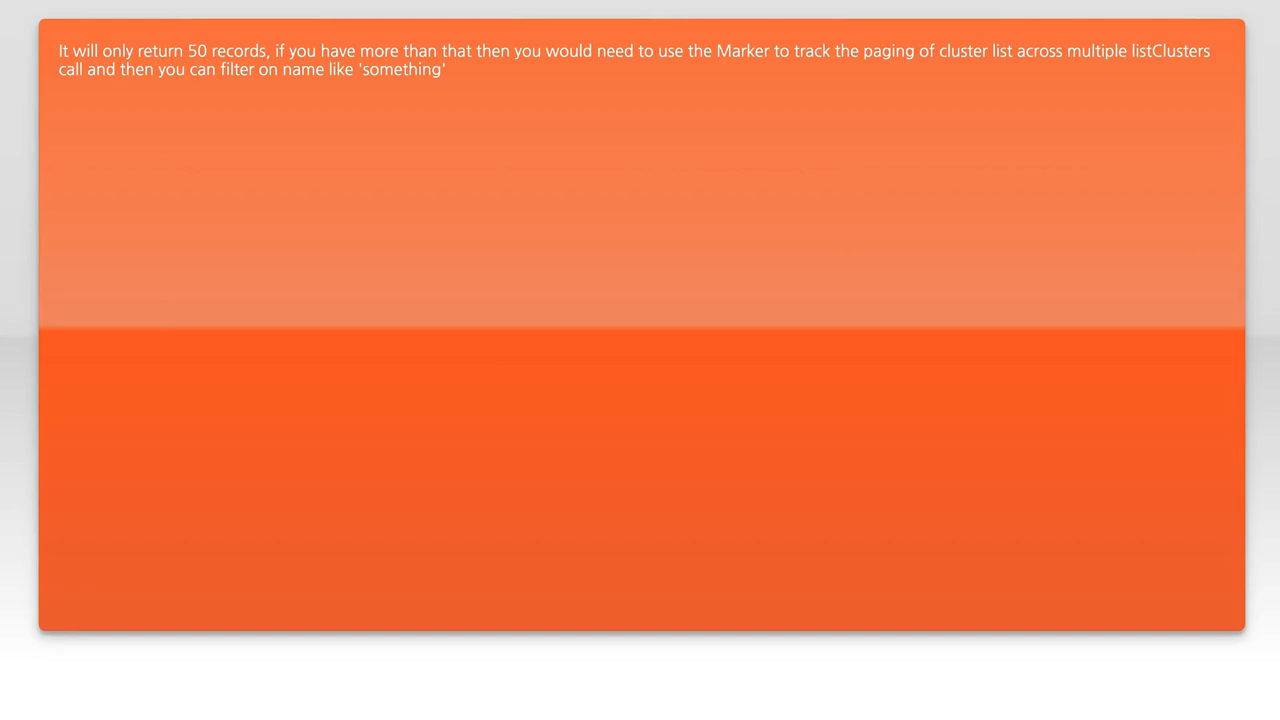 It will only return 50 records, if you have more than that then you would need to use the Marker to track the paging of cluster list across multiple listClusters
call and then you can filter on name like 'something'